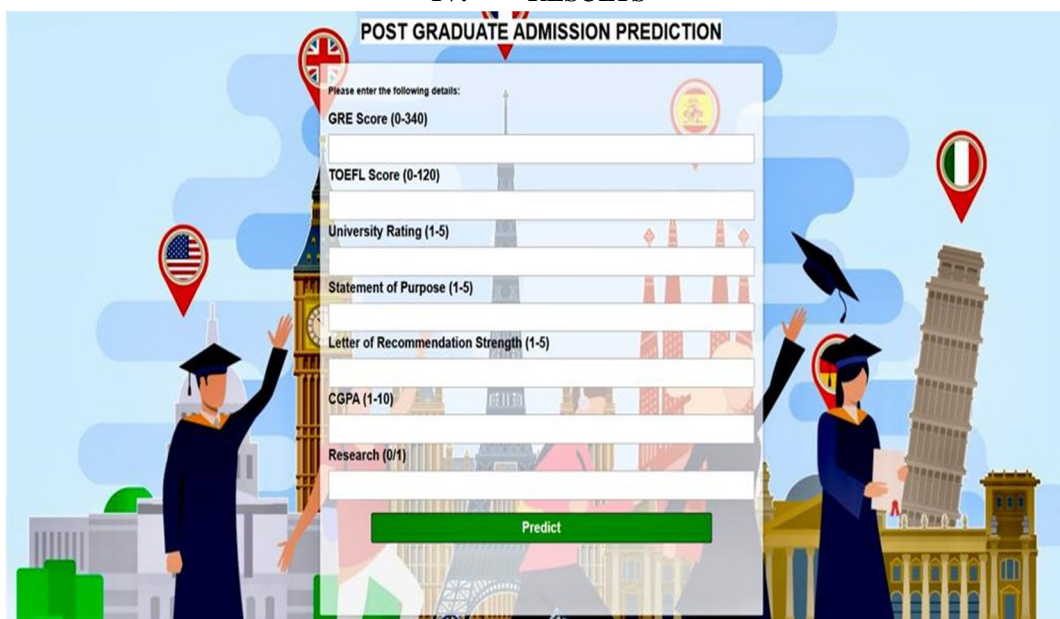 IV. RESULTS
POST GRADUATE ADMISSION PREDICTION
Please enter the following details:
GRE Score (0-340)
TOEFL Score (0-120)
University Rating (1-5)
Statement of Purpose (1-5)
Letter of Recommendation Strength (1-5)
CGPA (1-10)
Research (0/1)
Predict